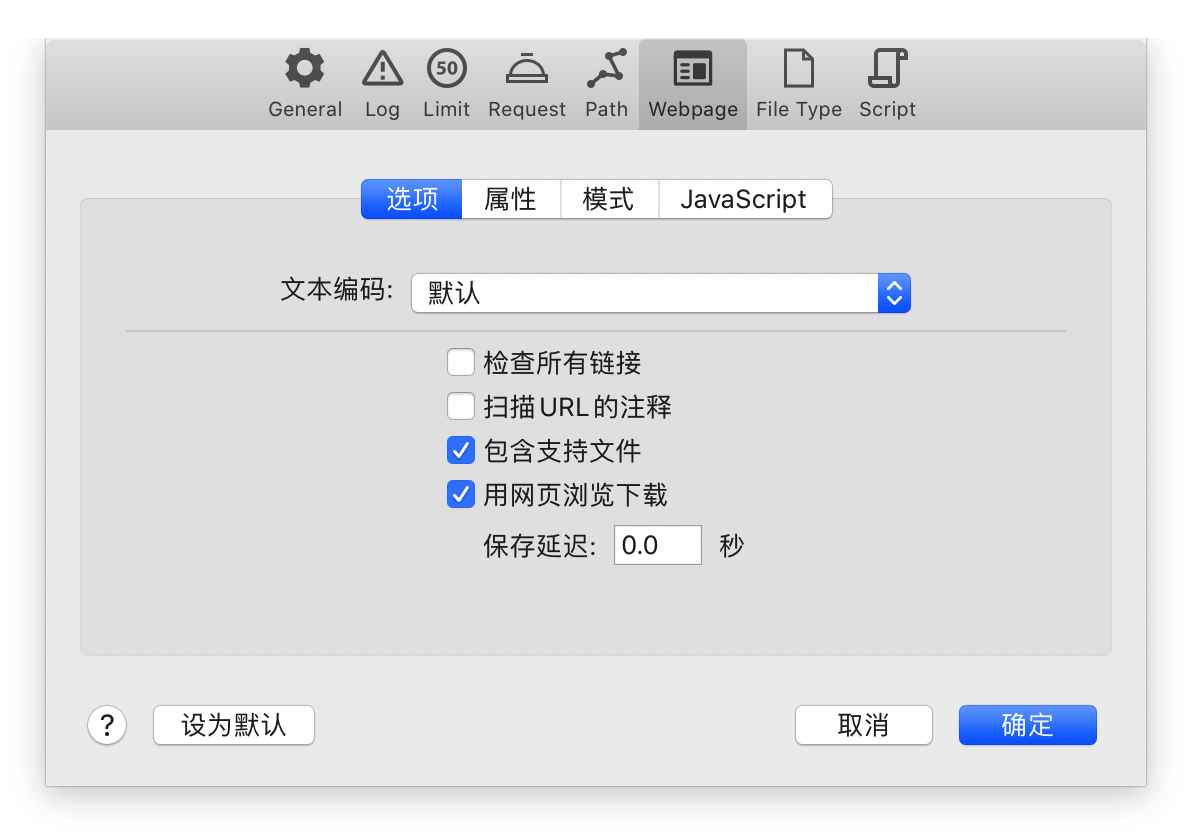 50
General Log Limit Request Path Webpage File Type Script
选项 属性 模式 JavaScript
文本编码: 默认
检查所有链接
扫描 URL 的注释
包含支持文件
用网页浏览下载
保存延迟: 0.0 秒
? 设为默认 取消 确定